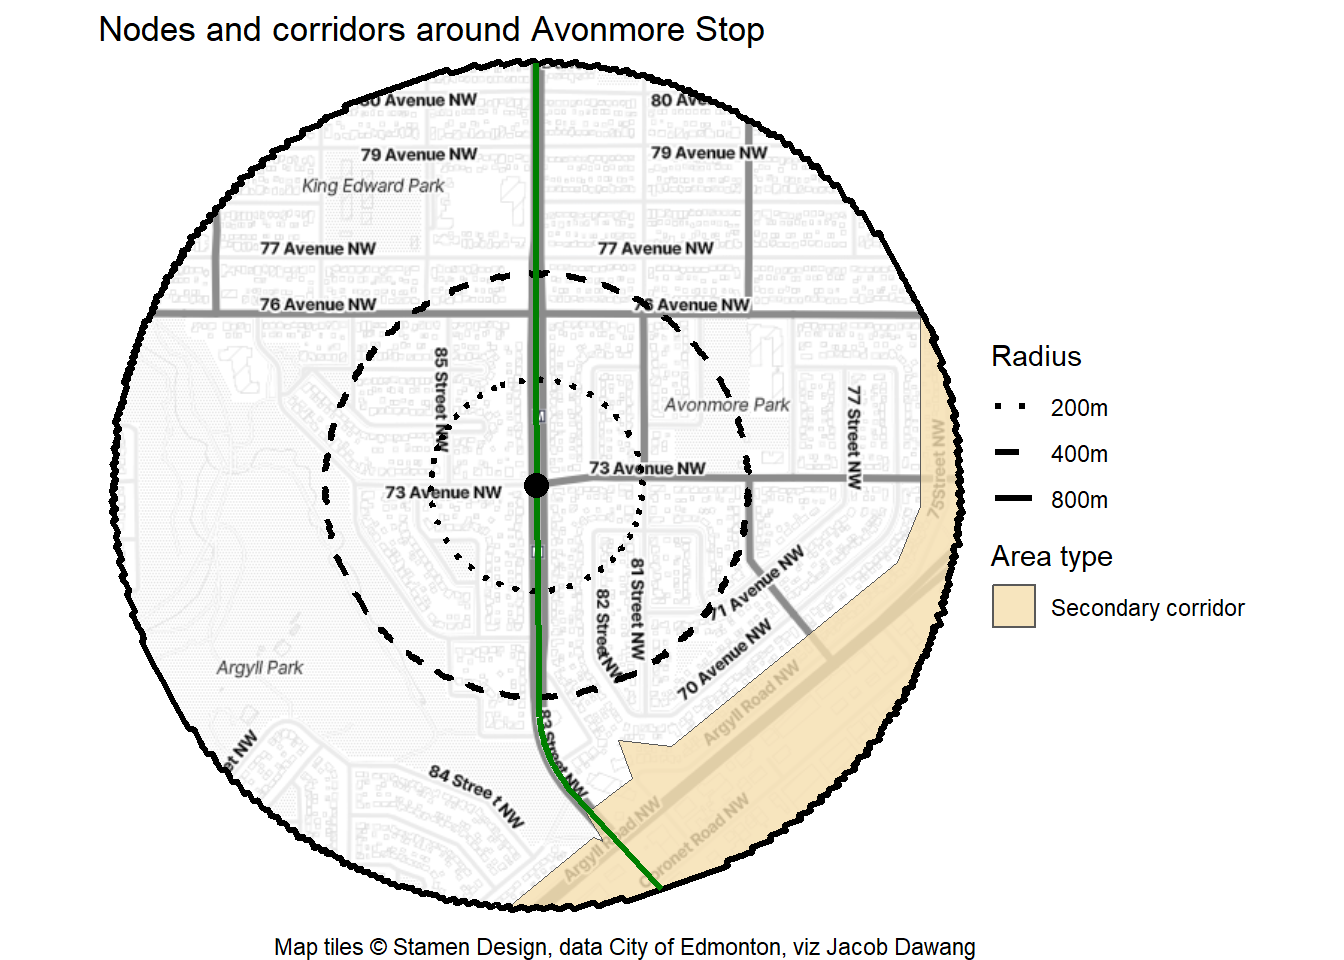 Nodes and corridors around Avonmore Stop
80 Avenue NW
80 Ave
79 Avenue NW
79 Avenue NW
King Edward Park
77 Avenue NW
77 Avenue NW
76 Avenue NW
76 Avenue NW
85 Street NW
Avonmore Park
77 Street NW
75Street NW
73 Avenue NW
73 Avenue NW
81 Street NW
82 Street NW
71 Avenue NW
70 Avenue NW
Argyll Park
Argyll Road NW
83 Street NW
et NW
84 Stree t NW
Argyll Road NW
Coronet Road NW
Radius
200m
400m
800m
Area type
Secondary corridor
Map tiles © Stamen Design, data City of Edmonton, viz Jacob Dawang